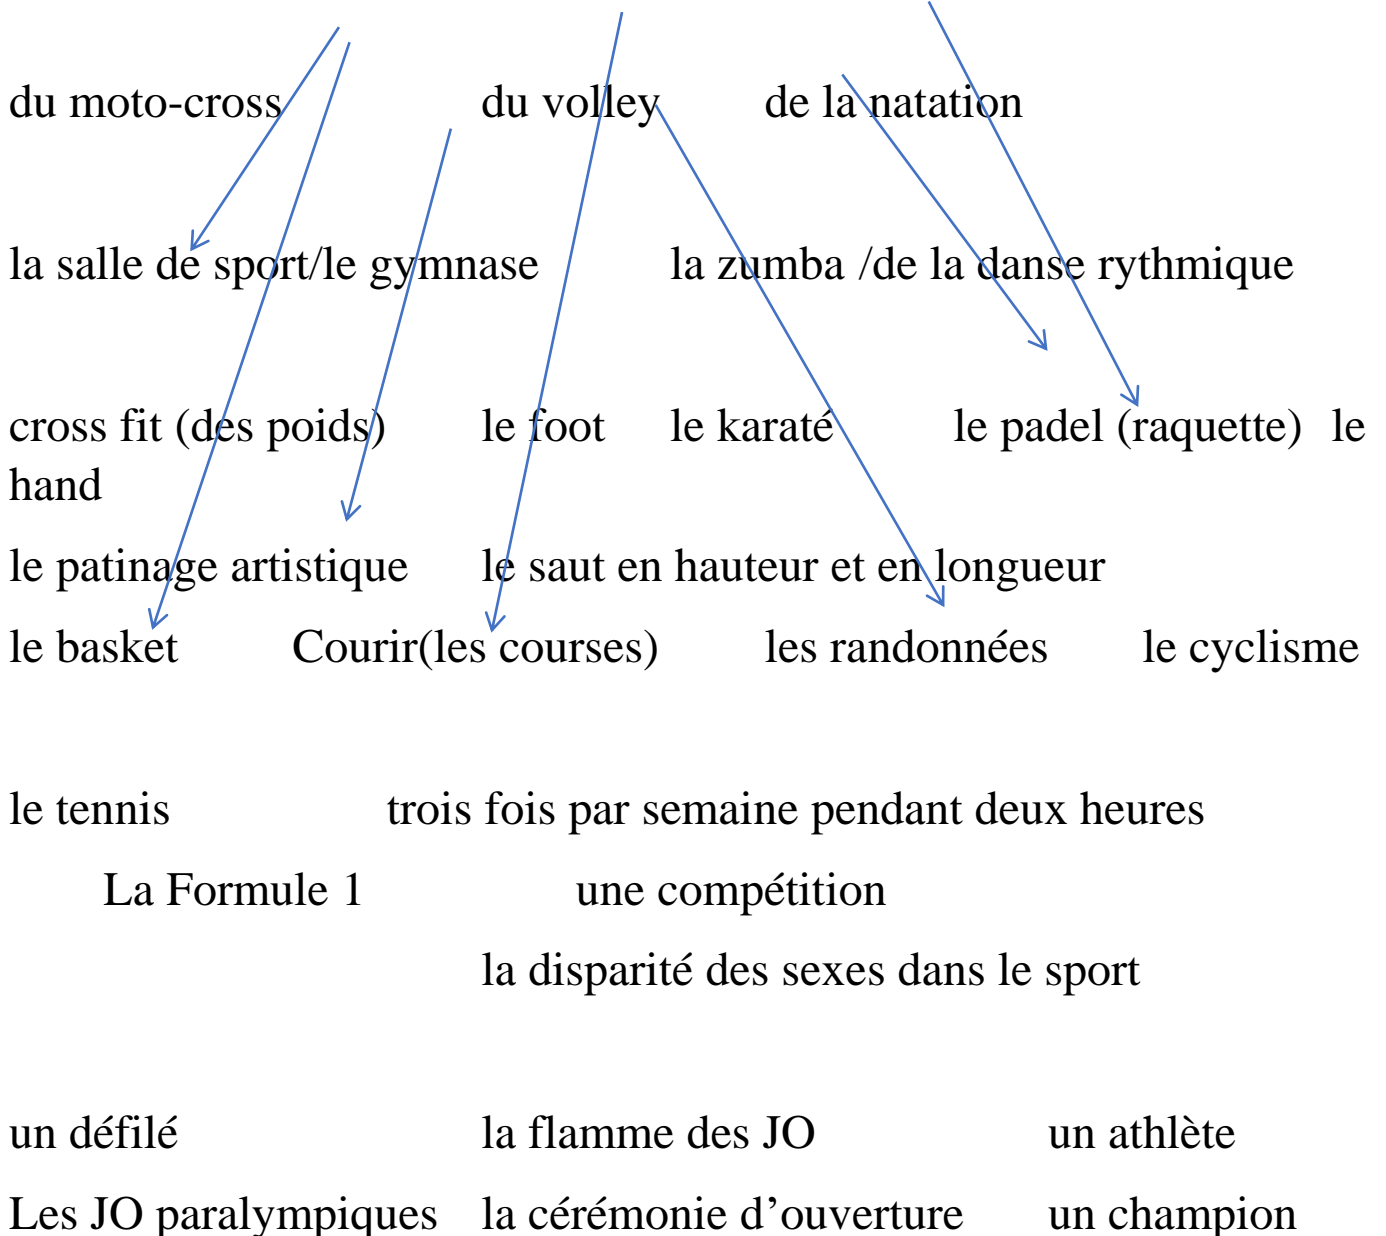 du moto-cross du volley de la natation
la salle de sport/le gymnase la zumba /de la danse rythmique
cross fit (des poids) le foot le karaté le padel (raquette) le
hand
le patinage artistique le saut en hauteur et en longueur
le basket Courir(les courses) les randonnées le cyclisme
le tennis trois fois par semaine pendant deux heures
La Formule 1 une compétition
la disparité des sexes dans le sport
un défilé la flamme des JO un athlète
Les JO paralympiques la cérémonie d’ouverture un champion